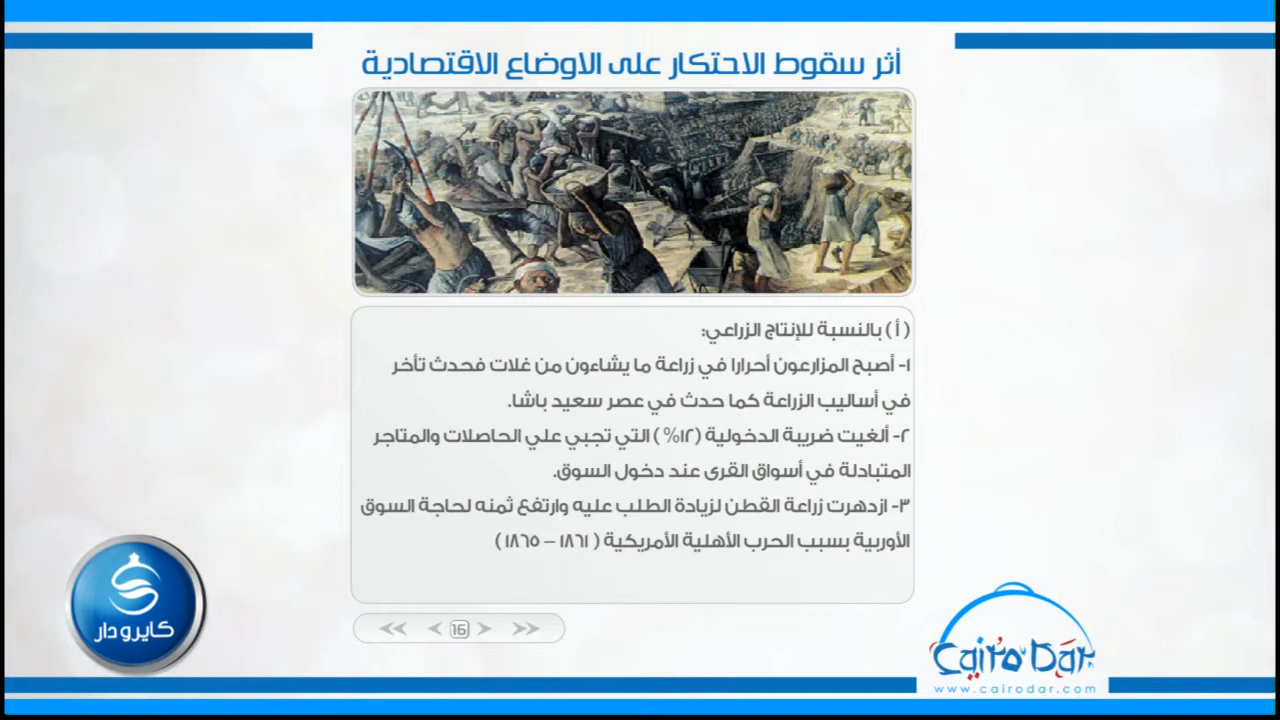 أثر سقوط الاحتكار على الاوضاع الاقتصادية
(أ) بالنسبة للإنتاج الزراعي:
١- أصبح المزارعون أحرارا في زراعة ما يشاءون من غلات فحدث تأخر
في أساليب الزراعة كما حدث في عصر سعيد باشا.
٢- ألغيت ضريبة الدخولية (١٢%) التي تجبي علي الحاصلات والمتاجر
المتبادلة في أسواق القرى عند دخول السوق.
٣- ازدهرت زراعة القطن لزيادة الطلب عليه وارتفع ثمنه لحاجة السوق
الأوربية بسبب الحرب الأهلية الأمريكية (١٨٦١ – ١٨٦٥)
16
كايرو دار
Cairo Dar
www.cairodar.com